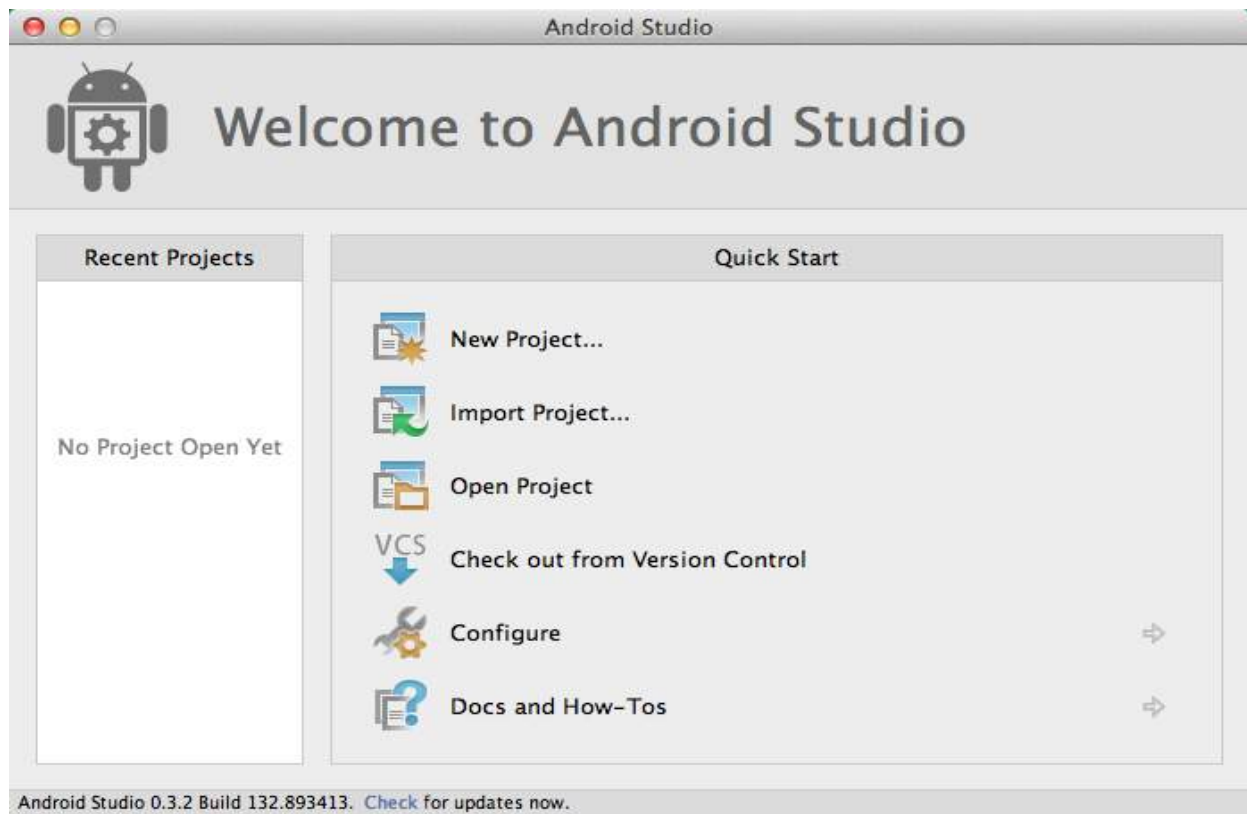 Android Studio
Welcome to Android Studio
Recent Projects
No Project Open Yet
Quick Start
New Project...
Import Project...
Open Project
VCS
Check out from Version Control
Configure
Docs and How-Tos
Android Studio 0.3.2 Build 132.893413. Check for updates now.